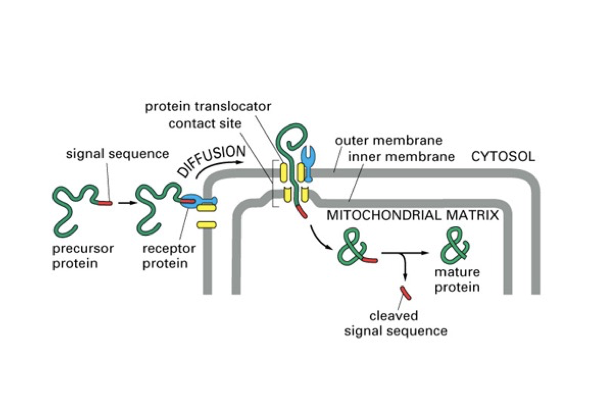 protein translocator
contact site
signal sequence
DIFFUSION
outer membrane
inner membrane
CYTOSOL
MITOCHONDRIAL MATRIX
precursor
protein
receptor
protein
mature
protein
cleaved
signal sequence